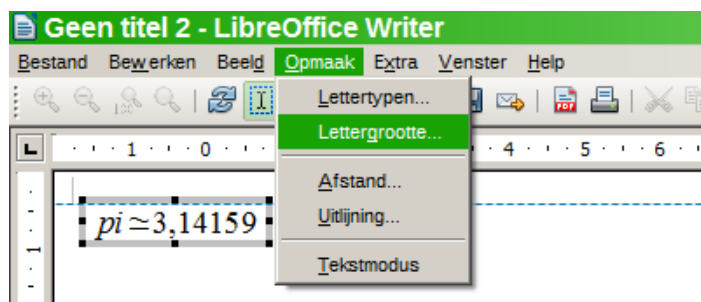 Geen titel 2 - LibreOffice Writer
Bestand Bewerken Beeld Opmaak Extra Venster Help
Lettertypen...
PDF
Lettergrootte...
1 0 4 5 6
Afstand...
pi ≃3,14159
Uitlijning...
1
Tekstmodus